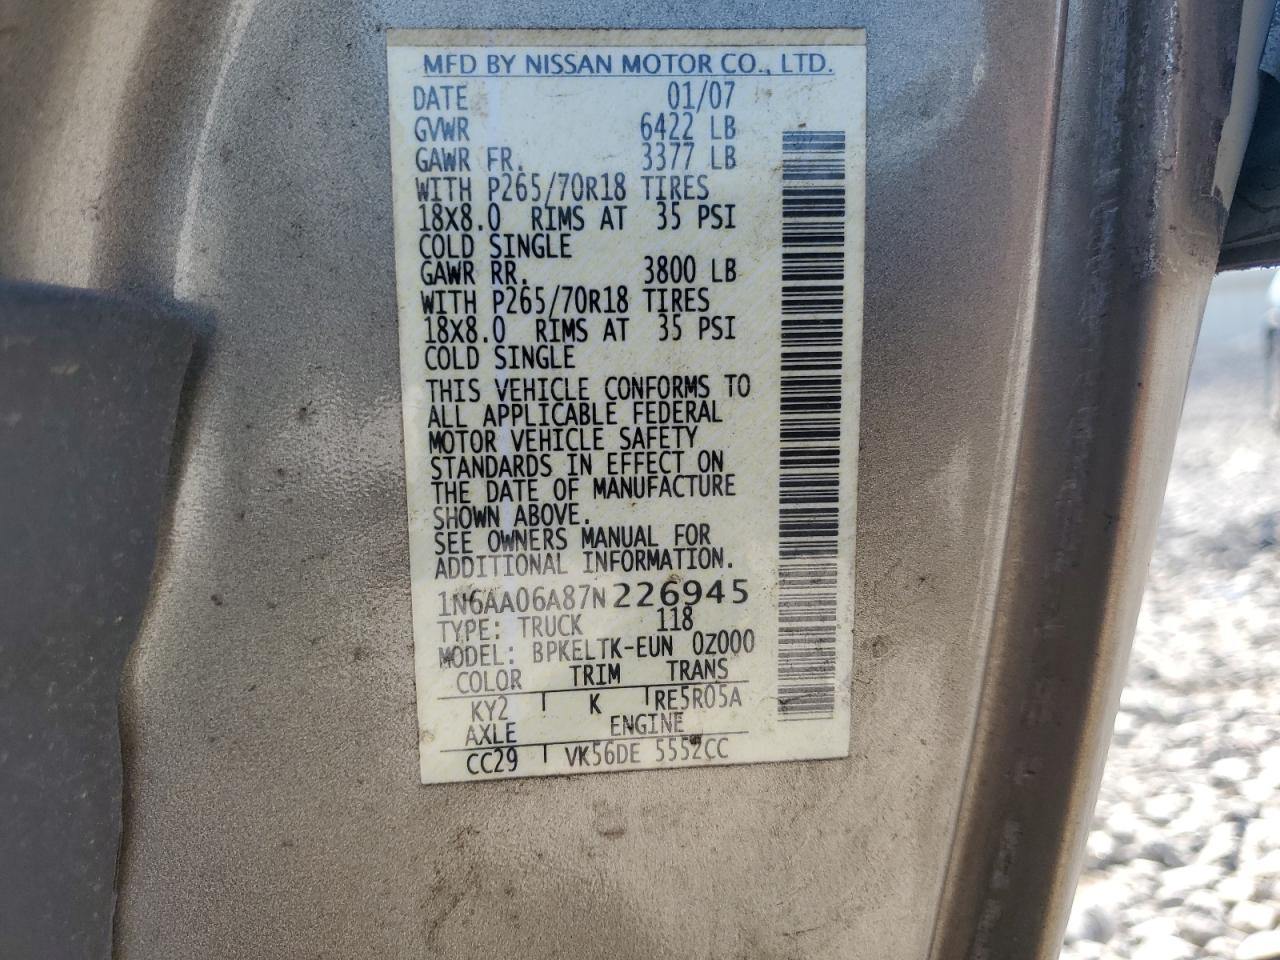 MFD BY NISSAN MOTOR CO., LTD.
DATE 01/07
GVWR 6422 LB
GAWR FR. 3377 LB
WITH P265/70R18 TIRES
18X8.0 RIMS AT 35 PSI
COLD SINGLE
GAWR RR. 3800 LB
WITH P265/70R18 TIRES
18X8.0 RIMS AT 35 PSI
COLD SINGLE
THIS VEHICLE CONFORMS TO
ALL APPLICABLE FEDERAL
MOTOR VEHICLE SAFETY
STANDARDS IN EFFECT ON
THE DATE OF MANUFACTURE
SHOWN ABOVE.
SEE OWNERS MANUAL FOR
ADDITIONAL INFORMATION.
1N6AA06A87N226945
TYPE: TRUCK 118
MODEL: BPKELTK-EUN 0Z000
COLOR TRIM TRANS
KY2 K RE5R05A
AXLE ENGINE
CC29 VK56DE 5552CC